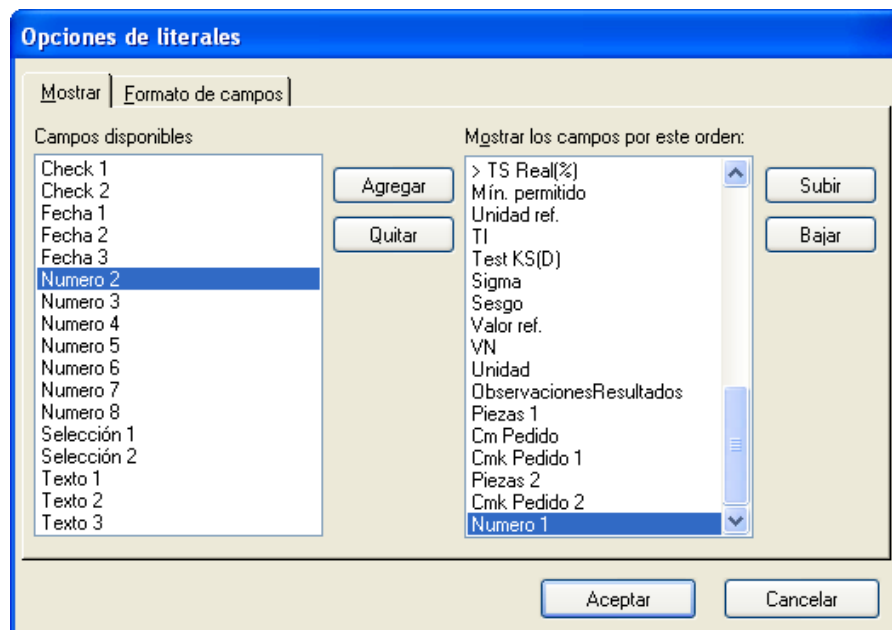 Opciones de literales
Mostrar
Formato de campos
Campos disponibles
Check 1
Check 2
Fecha 1
Fecha 2
Fecha 3
Numero 2
Numero 3
Numero 4
Numero 5
Numero 6
Numero 7
Numero 8
Selección 1
Selección 2
Texto 1
Texto 2
Texto 3
Agregar
Quitar
Mostrar los campos por este orden:
> TS Real(%)
Mín. permitido
Unidad ref.
TI
Test KS(D)
Sigma
Sesgo
Valor ref.
VN
Unidad
ObservacionesResultados
Piezas 1
Cm Pedido
Cmk Pedido 1
Piezas 2
Cmk Pedido 2
Numero 1
Subir
Bajar
Aceptar
Cancelar